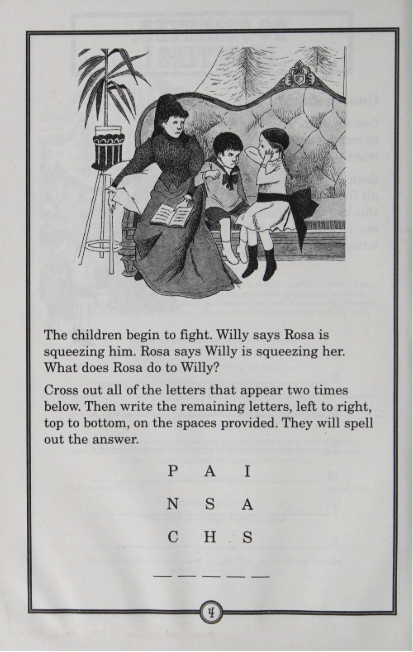 The children begin to fight. Willy says Rosa is
squeezing him. Rosa says Willy is squeezing her.
What does Rosa do to Willy?
Cross out all of the letters that appear two times
below. Then write the remaining letters, left to right,
top to bottom, on the spaces provided. They will spell
out the answer.
P A I
N S A
C H S
_ _ _ _ _
4